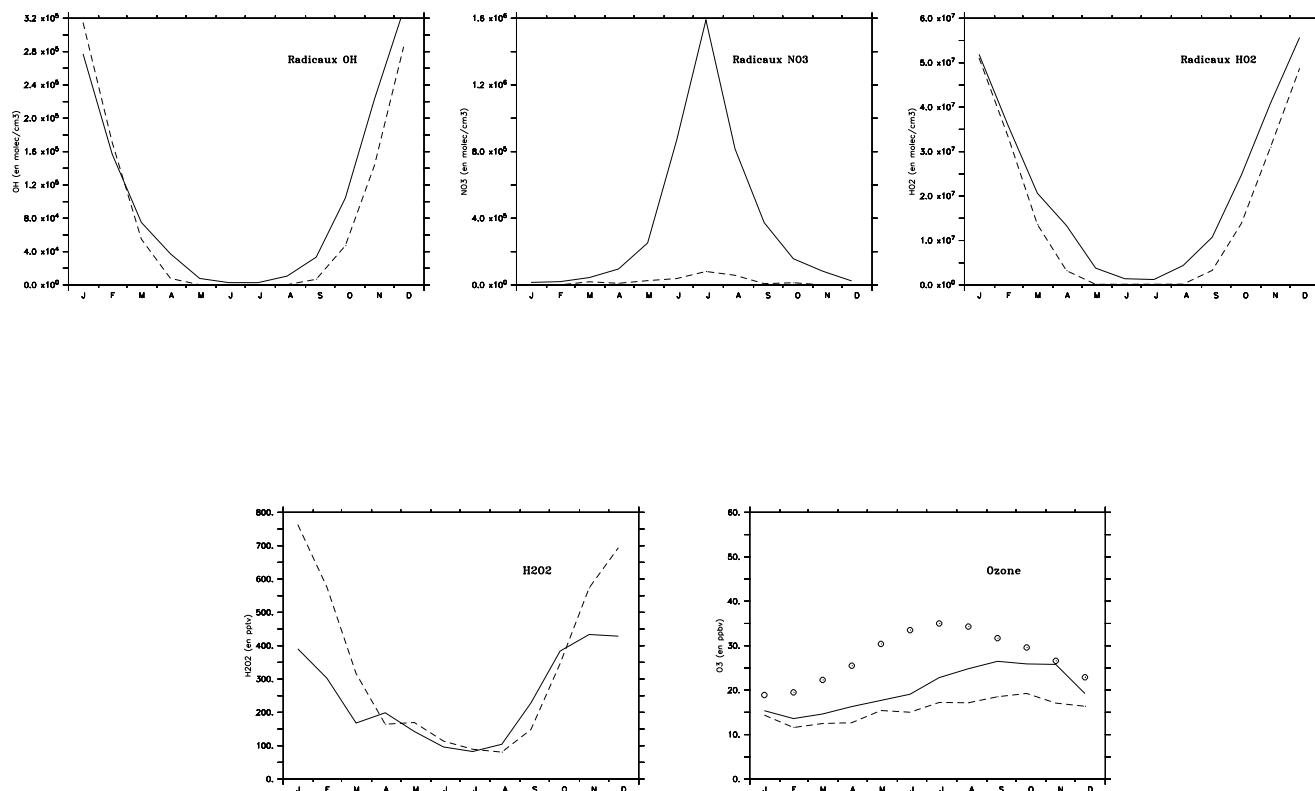 3.2 x10⁵
2.8 x10⁵
2.4 x10⁵
2.0 x10⁵
1.6 x10⁵
1.2 x10⁵
8.0 x10⁴
4.0 x10⁴
0.0 x10⁰
OH (en molec/cm3)
Radicaux OH
J F M A M J J A S O N D
1.6 x10⁶
1.2 x10⁶
8.0 x10⁵
4.0 x10⁵
0.0 x10⁰
NO3 (en molec/cm3)
Radicaux NO3
J F M A M J J A S O N D
6.0 x10⁷
5.0 x10⁷
4.0 x10⁷
3.0 x10⁷
2.0 x10⁷
1.0 x10⁷
0.0 x10⁰
HO2 (en molec/cm3)
Radicaux HO2
J F M A M J J A S O N D
800.
700.
600.
500.
400.
300.
200.
100.
0.
H2O2 (en pptv)
H2O2
J F M A M J J A S O N D
60.
50.
40.
30.
20.
10.
0.
O3 (en ppbv)
Ozone
J F M A M J J A S O N D